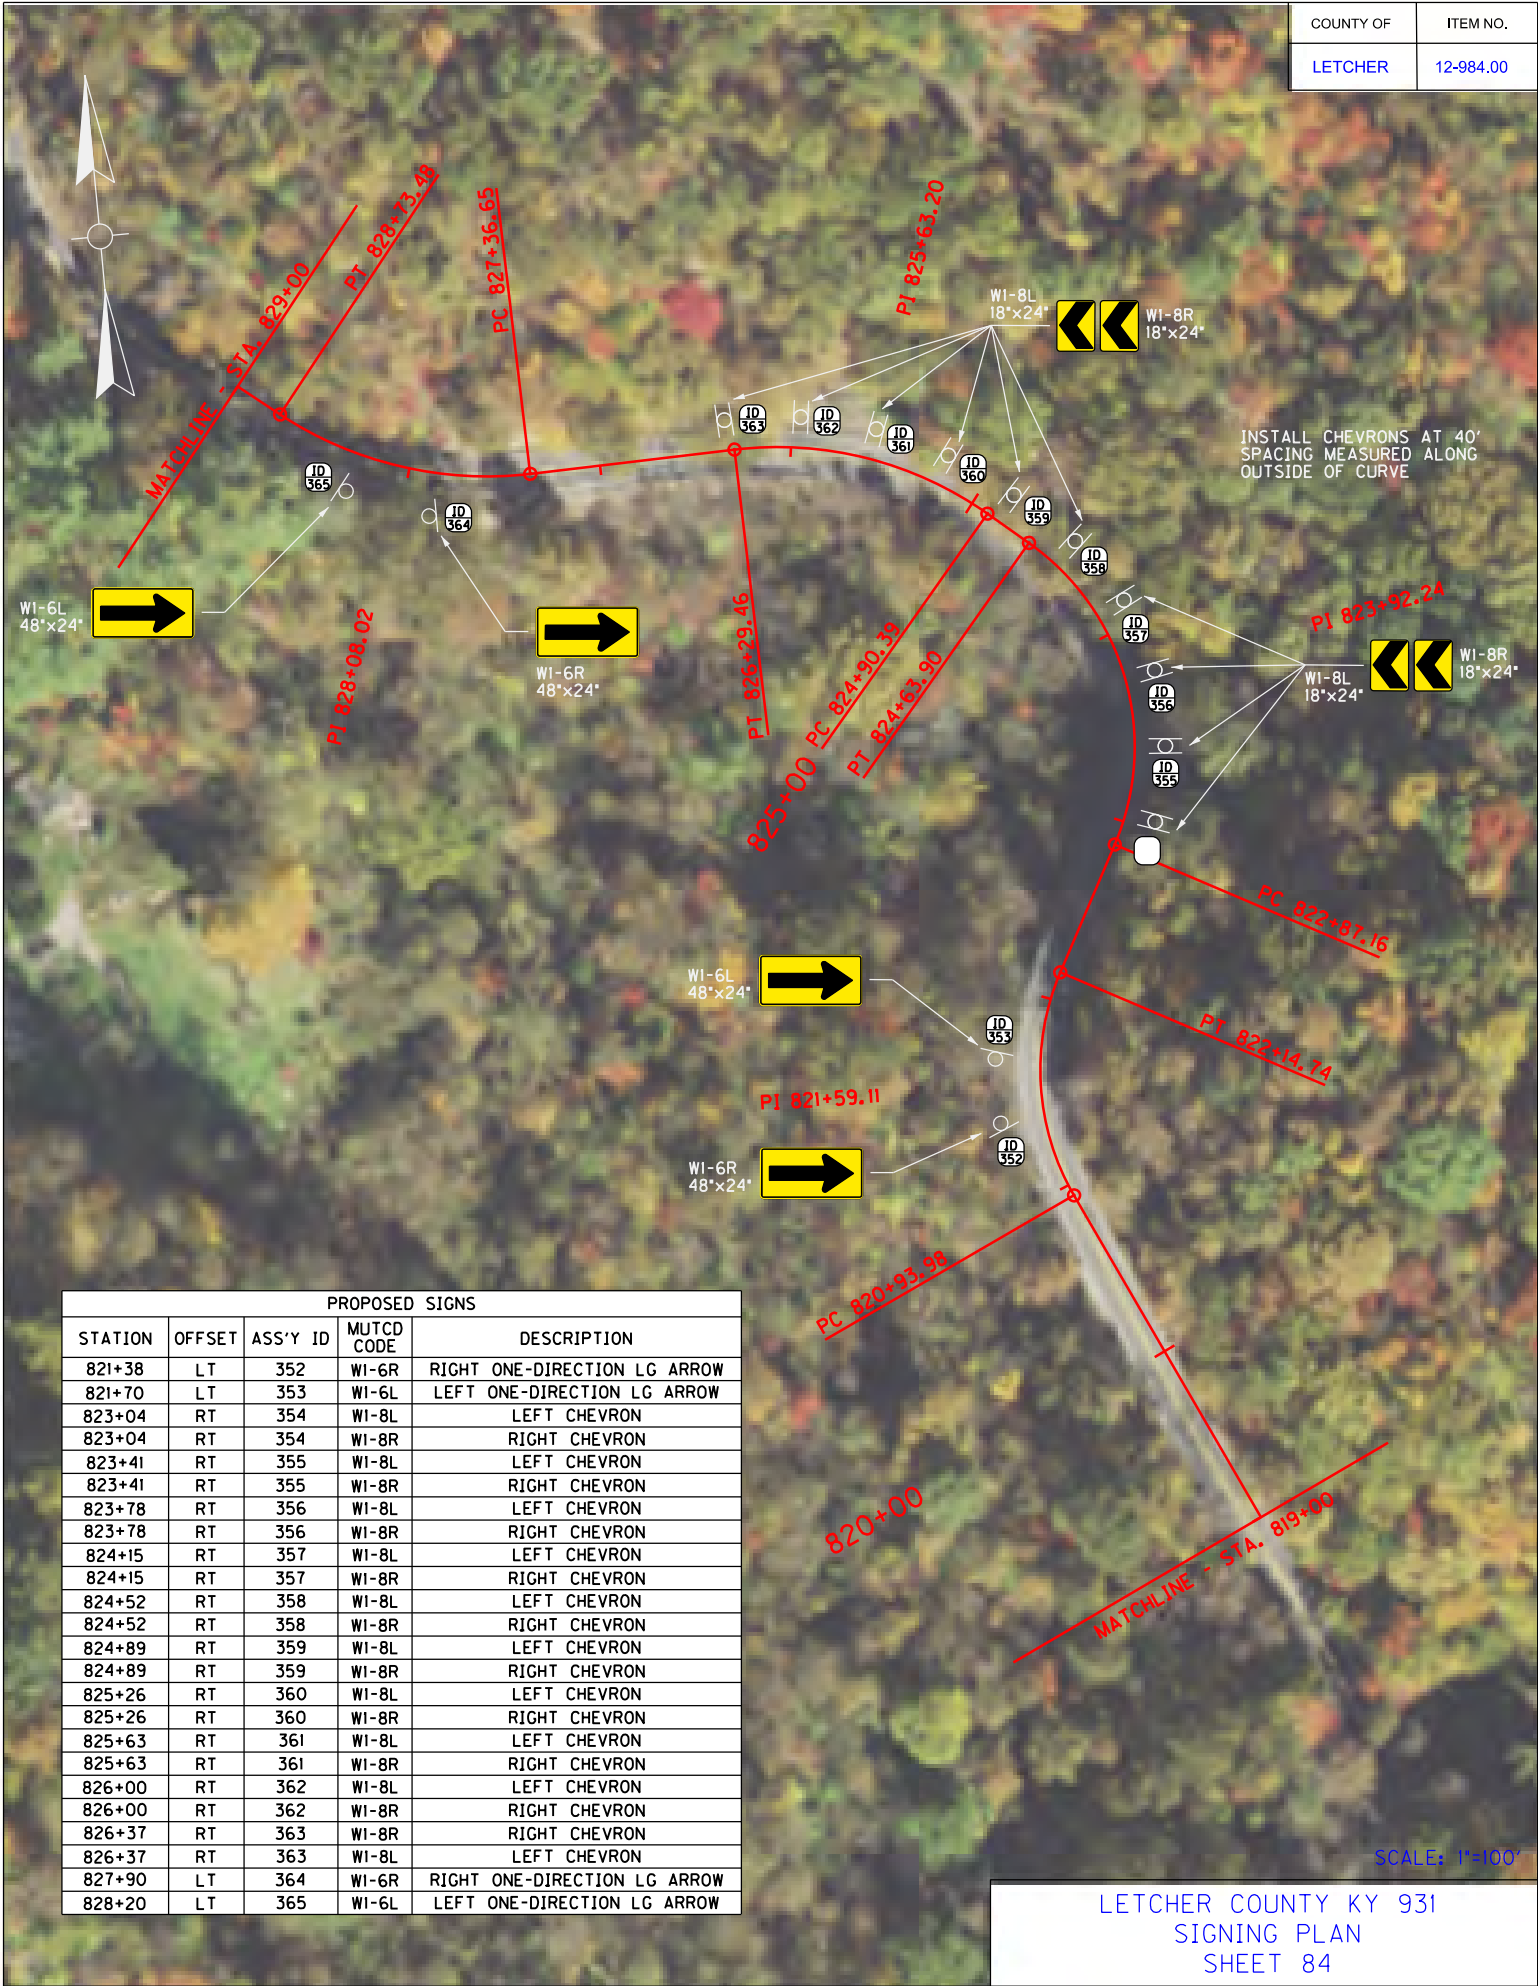 COUNTY OF ITEM NO.
LETCHER 12-984.00
MATCHLINE - STA. 829+00
PI 828+73.48
PC 827+36.65
PI 825+63.20
W1-8L
18"x24"
W1-8R
18"x24"
ID
363
ID
362
ID
361
ID
360
ID
359
ID
358
INSTALL CHEVRONS AT 40'
SPACING MEASURED ALONG
OUTSIDE OF CURVE
ID
365
ID
364
W1-6L
48"x24"
W1-6R
48"x24"
PI 828+08.02
PT 826+29.46
PC 824+90.39
PT 824+63.90
825+00
ID
357
PI 823+92.24
ID
356
W1-8L
18"x24"
W1-8R
18"x24"
ID
355
PC 822+87.16
PT 822+14.74
W1-6L
48"x24"
ID
353
PI 821+59.11
W1-6R
48"x24"
ID
352
PC 820+93.98
820+00
MATCHLINE - STA. 819+00
PROPOSED SIGNS
STATION OFFSET ASS'Y ID MUTCD CODE DESCRIPTION
821+38 LT 352 W1-6R RIGHT ONE-DIRECTION LG ARROW
821+70 LT 353 W1-6L LEFT ONE-DIRECTION LG ARROW
823+04 RT 354 W1-8L LEFT CHEVRON
823+04 RT 354 W1-8R RIGHT CHEVRON
823+41 RT 355 W1-8L LEFT CHEVRON
823+41 RT 355 W1-8R RIGHT CHEVRON
823+78 RT 356 W1-8L LEFT CHEVRON
823+78 RT 356 W1-8R RIGHT CHEVRON
824+15 RT 357 W1-8L LEFT CHEVRON
824+15 RT 357 W1-8R RIGHT CHEVRON
824+52 RT 358 W1-8L LEFT CHEVRON
824+52 RT 358 W1-8R RIGHT CHEVRON
824+89 RT 359 W1-8L LEFT CHEVRON
824+89 RT 359 W1-8R RIGHT CHEVRON
825+26 RT 360 W1-8L LEFT CHEVRON
825+26 RT 360 W1-8R RIGHT CHEVRON
825+63 RT 361 W1-8L LEFT CHEVRON
825+63 RT 361 W1-8R RIGHT CHEVRON
826+00 RT 362 W1-8L LEFT CHEVRON
826+00 RT 362 W1-8R RIGHT CHEVRON
826+37 RT 363 W1-8R RIGHT CHEVRON
826+37 RT 363 W1-8L LEFT CHEVRON
827+90 LT 364 W1-6R RIGHT ONE-DIRECTION LG ARROW
828+20 LT 365 W1-6L LEFT ONE-DIRECTION LG ARROW
SCALE: 1"=100'
LETCHER COUNTY KY 931
SIGNING PLAN
SHEET 84